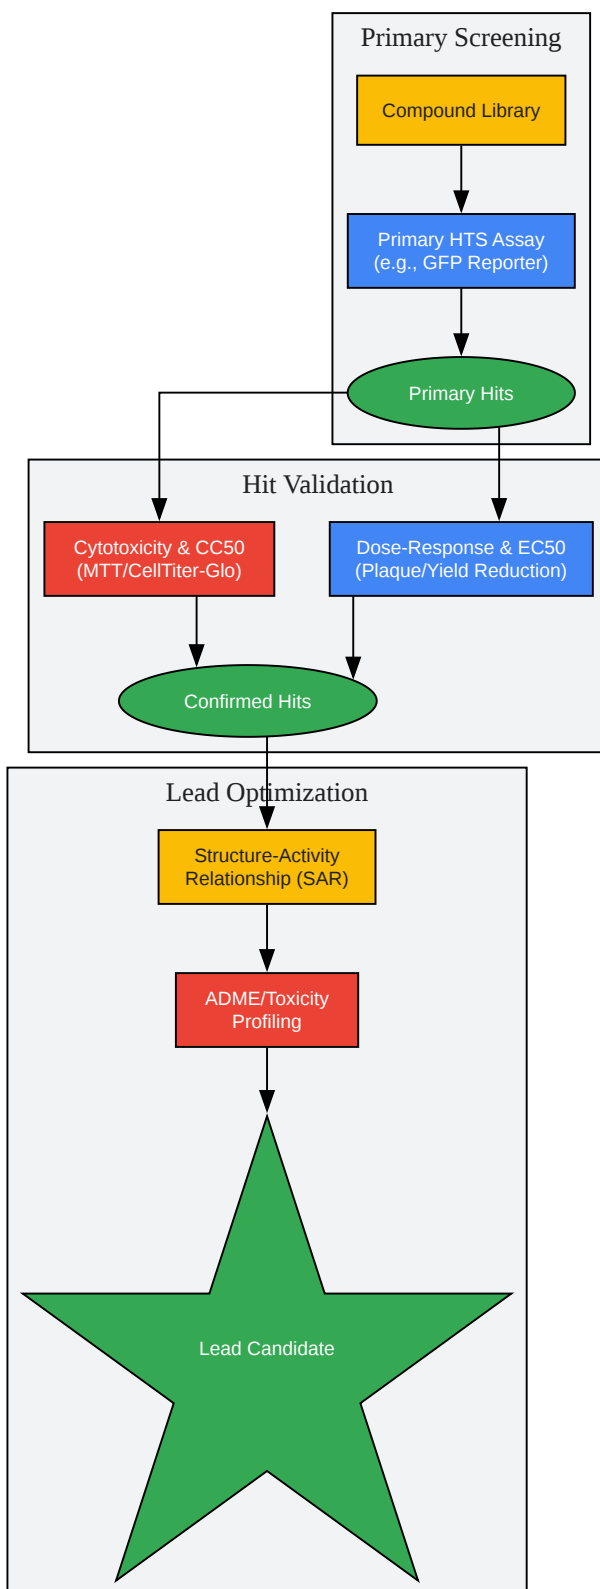 Primary Screening
Compound Library
Primary HTS Assay
(e.g., GFP Reporter)
Primary Hits
Hit Validation
Cytotoxicity & CC50
(MTT/CellTiter-Glo)
Dose-Response & EC50
(Plaque/Yield Reduction)
Confirmed Hits
Lead Optimization
Structure-Activity
Relationship (SAR)
ADME/Toxicity
Profiling
Lead Candidate